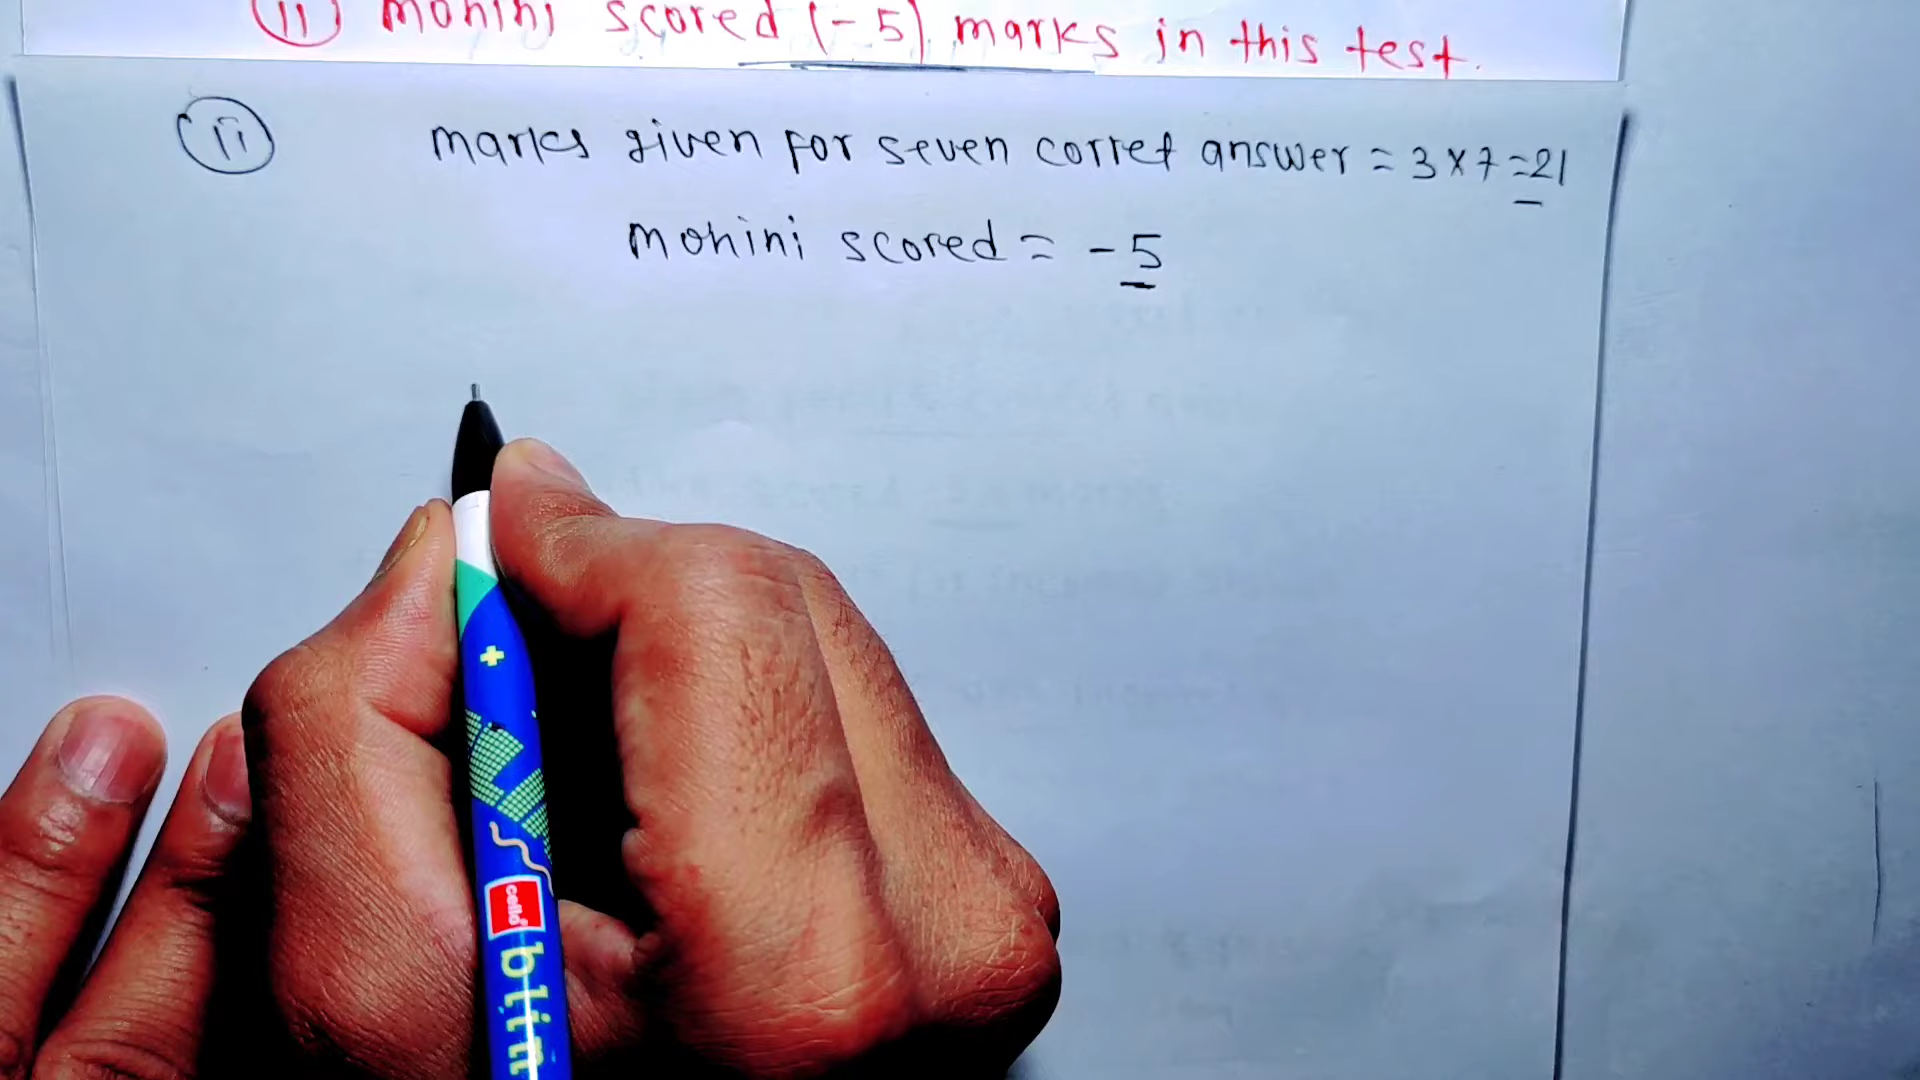 (ii) Mohini scored (-5) marks in this test.
(ii) marks given for seven corret answer = 3 × 7 = 21
mohini scored = -5
cello
blin